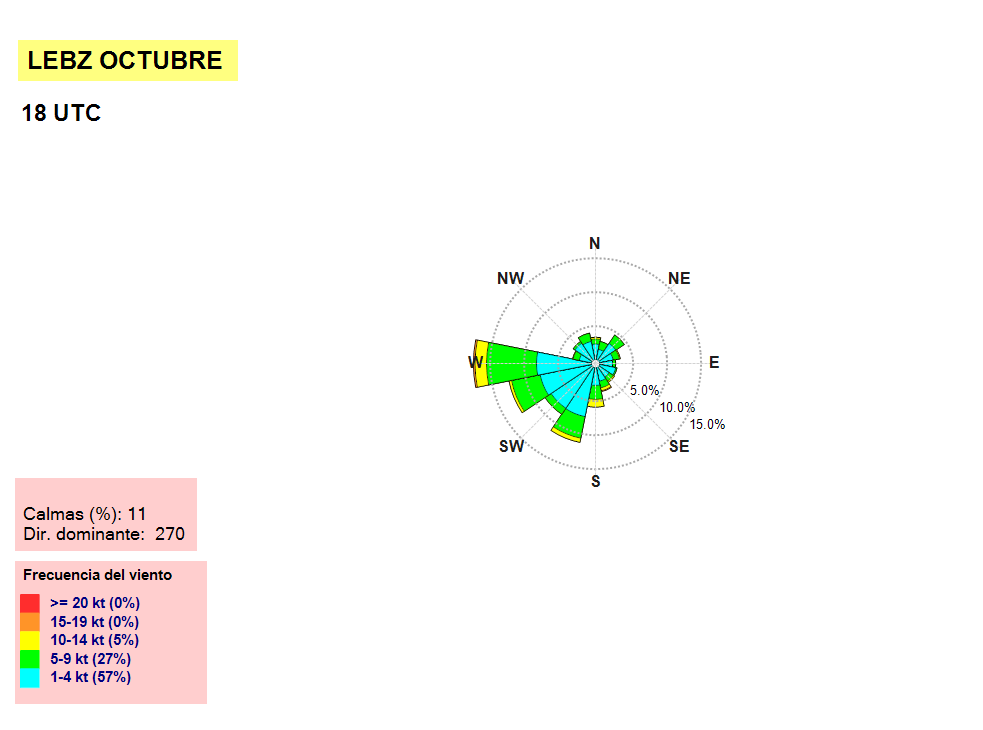 LEBZ OCTUBRE
18 UTC
N
NW
NE
W
E
5.0%
10.0%
15.0%
SW
SE
S
Calmas (%): 11
Dir. dominante: 270
Frecuencia del viento
>= 20 kt (0%)
15-19 kt (0%)
10-14 kt (5%)
5-9 kt (27%)
1-4 kt (57%)